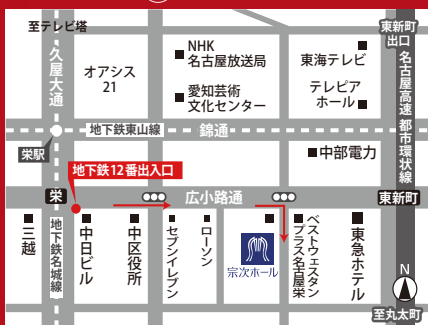 至テレビ塔
久屋大通
オアシス
21
NHK
名古屋放送局
愛知芸術
文化センター
東海テレビ
テレピア
ホール
東新町
出口
名古屋高速 都市環状線
地下鉄東山線
錦通
栄駅
中部電力
地下鉄12番出入口
栄
広小路通
東新町
三越
地下鉄名城線
中日ビル
中区役所
セブンイレブン
ローソン
宗次ホール
ベストウェスタン
プラス名古屋栄
東急ホテル
N
至丸太町